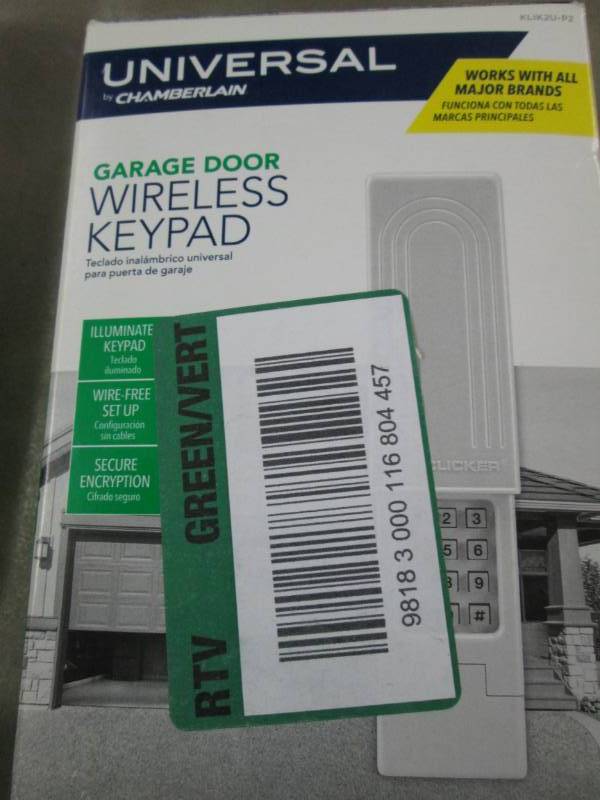 KLIK2U-P2
UNIVERSAL
by CHAMBERLAIN
WORKS WITH ALL
MAJOR BRANDS
FUNCIONA CON TODAS LAS
MARCAS PRINCIPALES
GARAGE DOOR
WIRELESS
KEYPAD
Teclado inalámbrico universal
para puerta de garaje
ILLUMINATE
KEYPAD
Teclado
iluminado
WIRE-FREE
SET UP
Configuración
sin cables
SECURE
ENCRYPTION
Cifrado seguro
RTV GREEN/VERT
9818 3 000 116 804 457
CLICKER
2 3
5 6
9
#